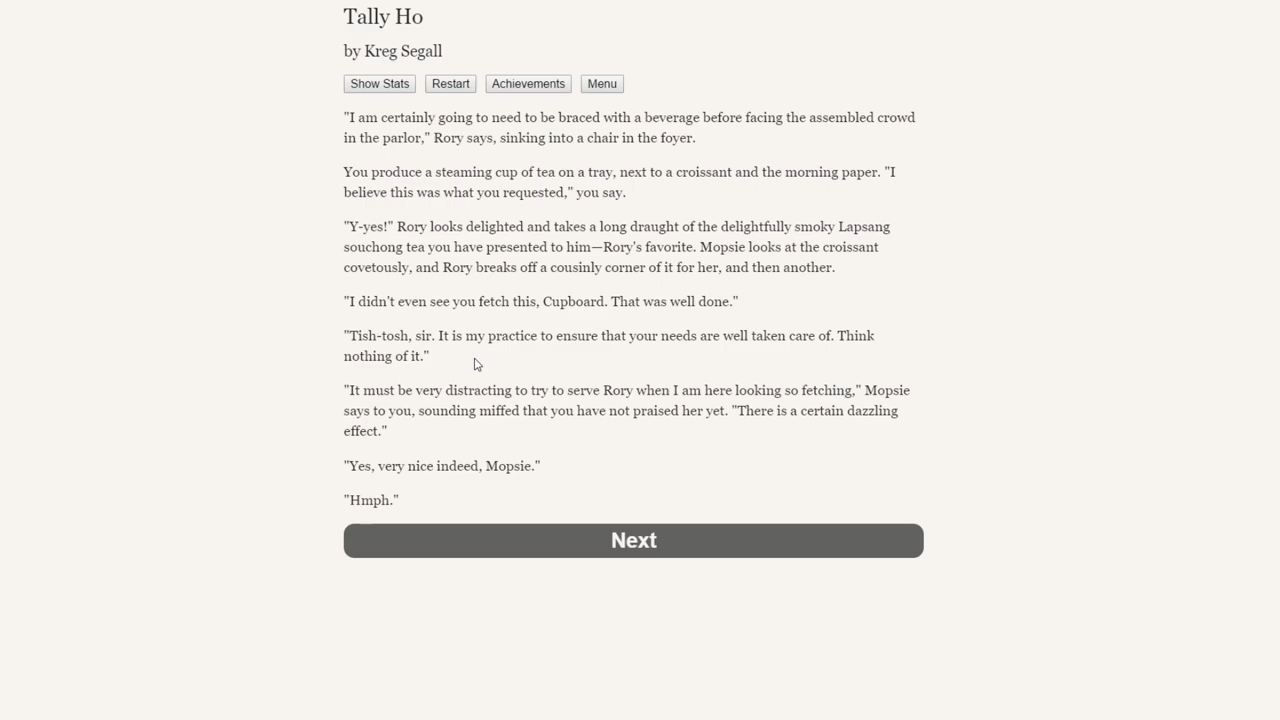 Tally Ho
by Kreg Segall
Show Stats Restart Achievements Menu
"I am certainly going to need to be braced with a beverage before facing the assembled crowd
in the parlor," Rory says, sinking into a chair in the foyer.
You produce a steaming cup of tea on a tray, next to a croissant and the morning paper. "I
believe this was what you requested," you say.
"Y-yes!" Rory looks delighted and takes a long draught of the delightfully smoky Lapsang
souchong tea you have presented to him—Rory's favorite. Mopsie looks at the croissant
covetously, and Rory breaks off a cousinly corner of it for her, and then another.
"I didn't even see you fetch this, Cupboard. That was well done."
"Tish-tosh, sir. It is my practice to ensure that your needs are well taken care of. Think
nothing of it."
"It must be very distracting to try to serve Rory when I am here looking so fetching," Mopsie
says to you, sounding miffed that you have not praised her yet. "There is a certain dazzling
effect."
"Yes, very nice indeed, Mopsie."
"Hmph."
Next